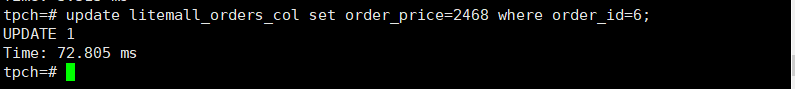 tpch=# update litemall_orders_col set order_price=2468 where order_id=6;
UPDATE 1
Time: 72.805 ms
tpch=#